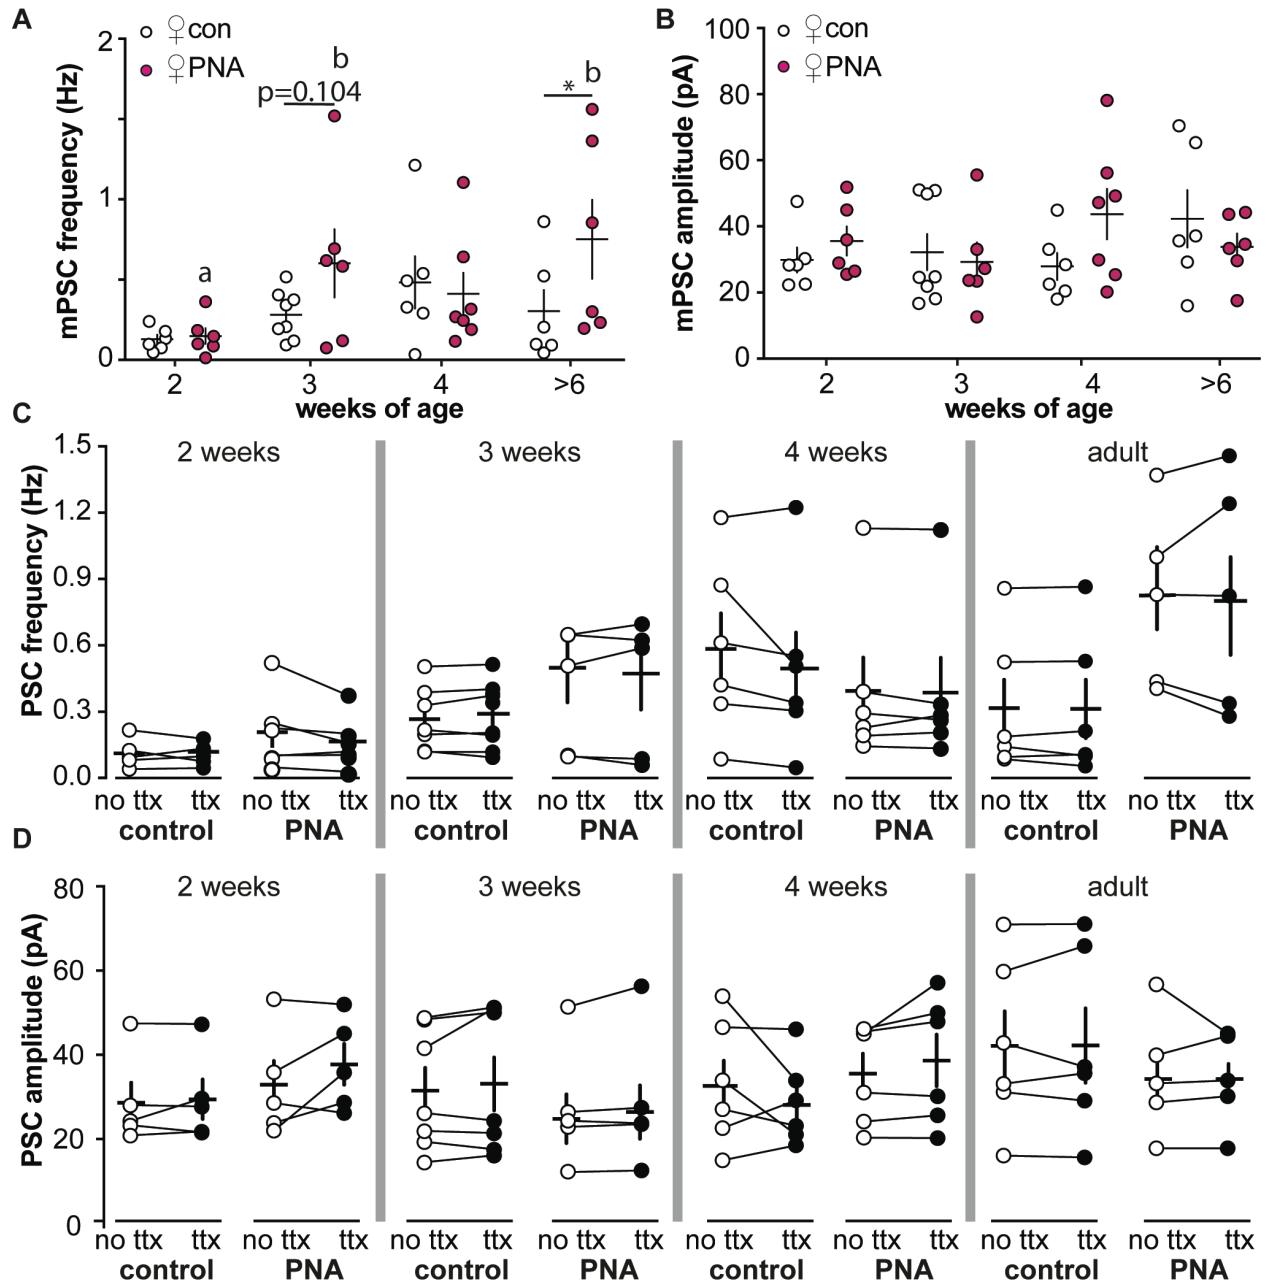 A
♀con
♀PNA
mPSC frequency (Hz)
2
1
0
p=0.104
b
a
* b
2 3 4 >6
weeks of age
B
♀con
♀PNA
mPSC amplitude (pA)
100
80
60
40
20
0
2 3 4 >6
weeks of age
C
PSC frequency (Hz)
1.5
1.2
0.9
0.6
0.3
0.0
2 weeks 3 weeks 4 weeks adult
no ttx ttx no ttx ttx no ttx ttx no ttx ttx no ttx ttx no ttx ttx no ttx ttx no ttx ttx
control PNA control PNA control PNA control PNA
D
PSC amplitude (pA)
80
60
40
20
0
2 weeks 3 weeks 4 weeks adult
no ttx ttx no ttx ttx no ttx ttx no ttx ttx no ttx ttx no ttx ttx no ttx ttx no ttx ttx
control PNA control PNA control PNA control PNA